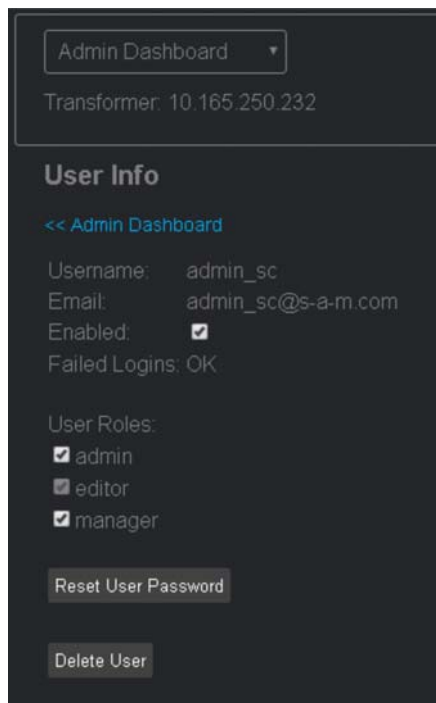 Admin Dashboard
Transformer: 10.165.250.232
User Info
<< Admin Dashboard
Username: admin_sc
Email: admin_sc@s-a-m.com
Enabled:
Failed Logins: OK
User Roles:
admin
editor
manager
Reset User Password
Delete User